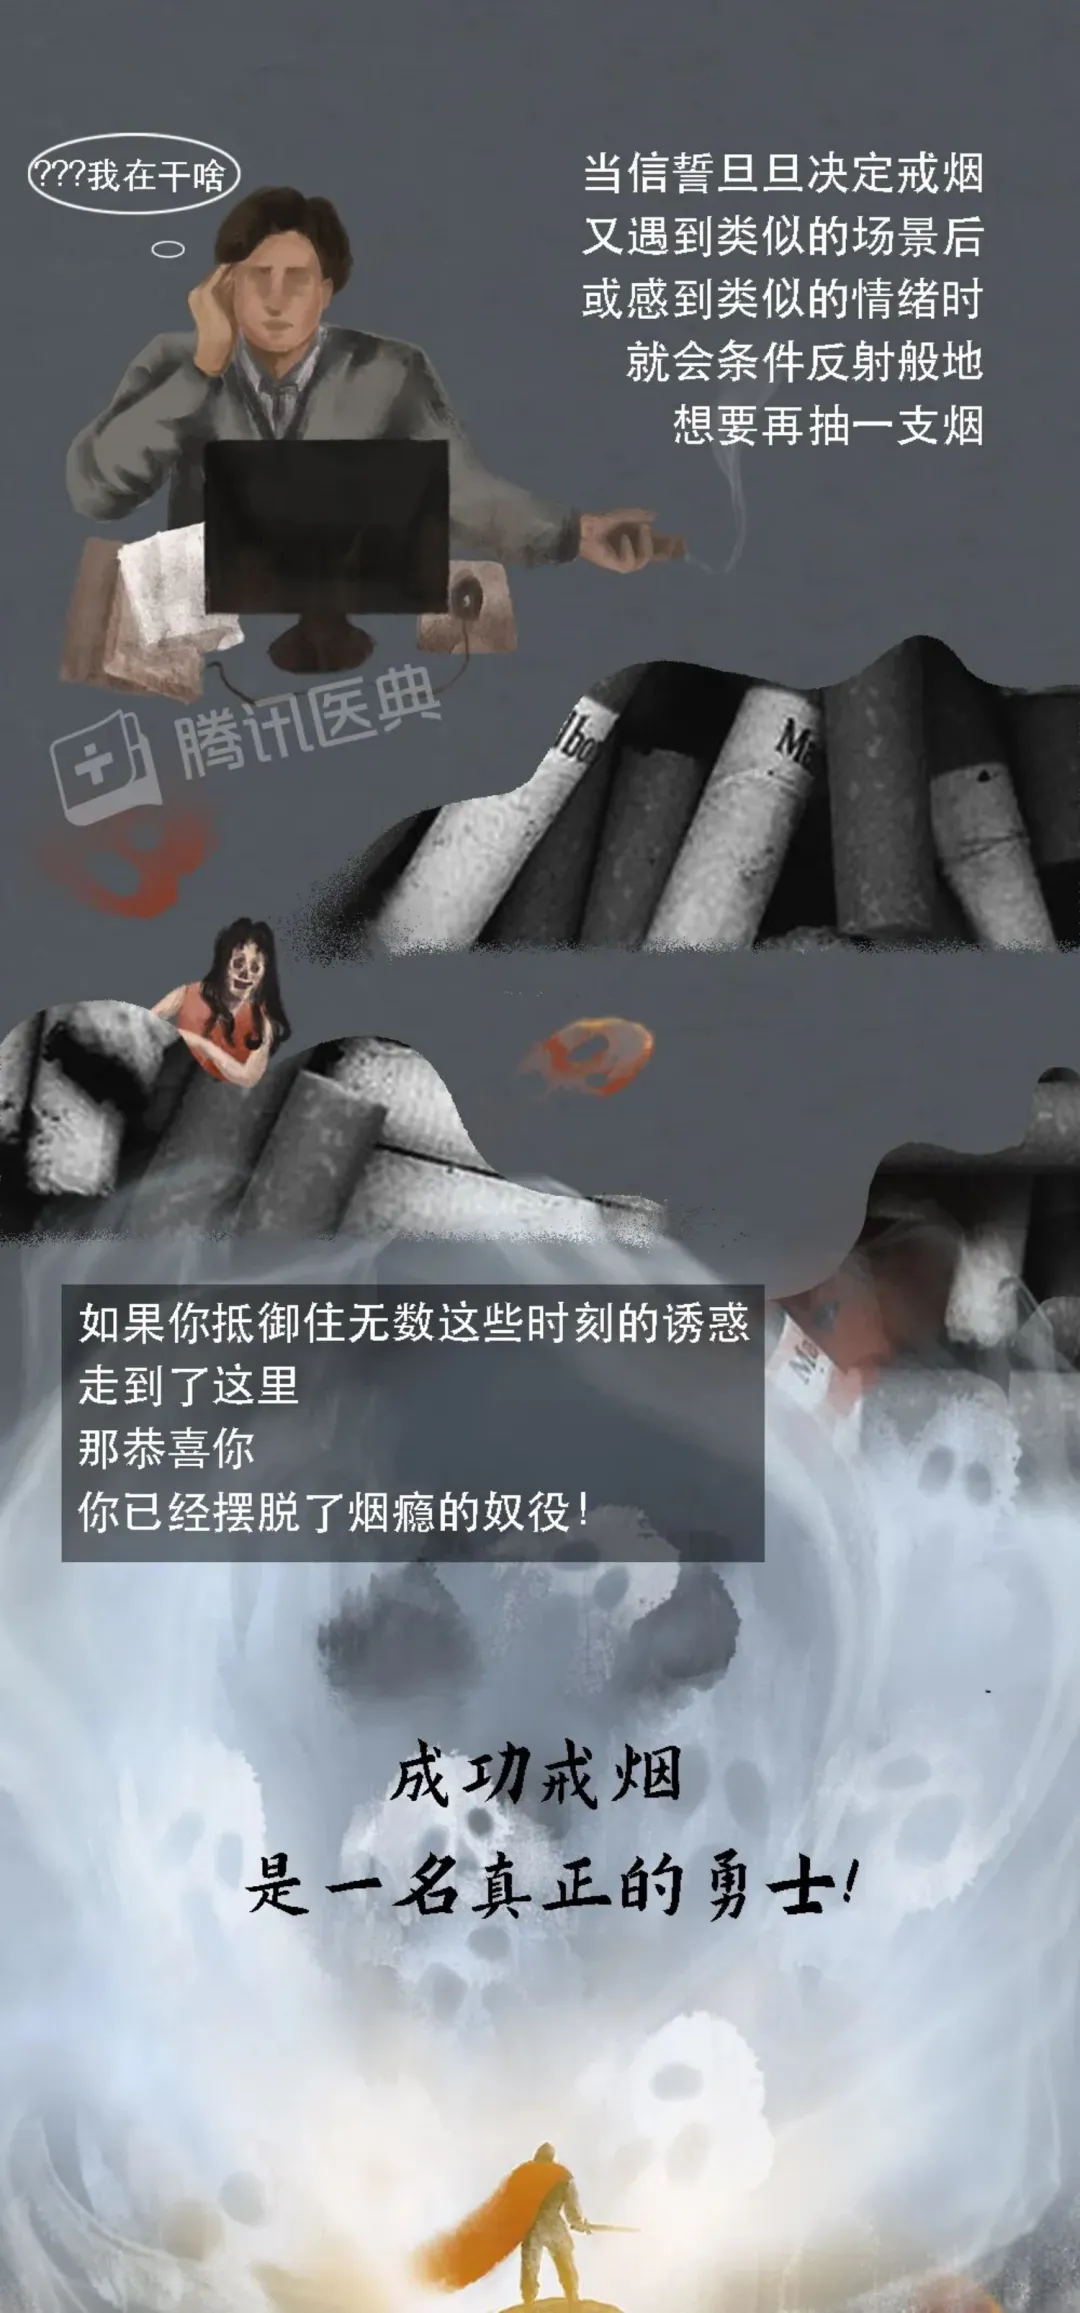 ???我在干啥
当信誓旦旦决定戒烟
又遇到类似的场景后
或感到类似的情绪时
就会条件反射般地
想要再抽一支烟
腾讯医典
lbo
Ma
Ma
如果你抵御住无数这些时刻的诱惑
走到了这里
那恭喜你
你已经摆脱了烟瘾的奴役!
成功戒烟
是一名真正的勇士!